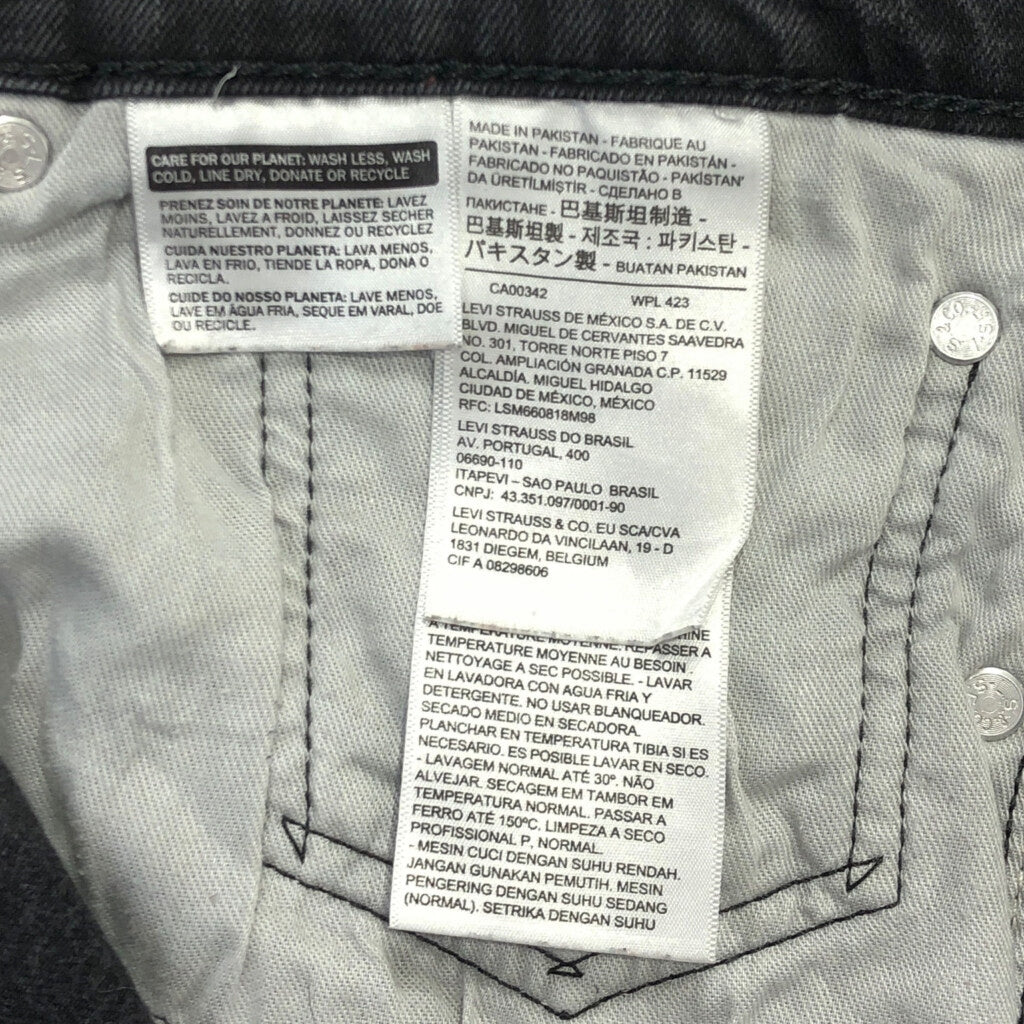 CARE FOR OUR PLANET: WASH LESS, WASH
COLD, LINE DRY, DONATE OR RECYCLE
PRENEZ SOIN DE NOTRE PLANETE: LAVEZ
MOINS, LAVEZ A FROID, LAISSEZ SECHER
NATURELLEMENT, DONNEZ OU RECYCLEZ
CUIDA NUESTRO PLANETA: LAVA MENOS,
LAVA EN FRIO, TIENDE LA ROPA, DONA O
RECICLA.
CUIDE DO NOSSO PLANETA: LAVE MENOS,
LAVE EM ÁGUA FRIA, SEQUE EM VARAL, DOE
OU RECICLE.
MADE IN PAKISTAN - FABRIQUE AU
PAKISTAN - FABRICADO EN PAKISTÁN -
FABRICADO NO PAQUISTÃO - PAKİSTAN'
DA ÜRETİLMİŞTİR - СДЕЛАНО В
ПАКИСТАНЕ - 巴基斯坦制造 -
巴基斯坦製 - 제조국 : 파키스탄 -
パキスタン製 - BUATAN PAKISTAN
CA00342 WPL 423
LEVI STRAUSS DE MÉXICO S.A. DE C.V.
BLVD. MIGUEL DE CERVANTES SAAVEDRA
NO. 301, TORRE NORTE PISO 7
COL. AMPLIACIÓN GRANADA C.P. 11529
ALCALDÍA. MIGUEL HIDALGO
CIUDAD DE MÉXICO, MÉXICO
RFC: LSM660818M98
LEVI STRAUSS DO BRASIL
AV. PORTUGAL, 400
06690-110
ITAPEVI – SAO PAULO BRASIL
CNPJ: 43.351.097/0001-90
LEVI STRAUSS & CO. EU SCA/CVA
LEONARDO DA VINCILAAN, 19 - D
1831 DIEGEM, BELGIUM
CIF A 08298606
A TEMPERATURE MOYENNE. REPASSER A
TEMPERATURE MOYENNE AU BESOIN .
NETTOYAGE A SEC POSSIBLE. - LAVAR
EN LAVADORA CON AGUA FRIA Y
DETERGENTE. NO USAR BLANQUEADOR.
SECADO MEDIO EN SECADORA.
PLANCHAR EN TEMPERATURA TIBIA SI ES
NECESARIO. ES POSIBLE LAVAR EN SECO.
- LAVAGEM NORMAL ATÉ 30º. NÃO
ALVEJAR. SECAGEM EM TAMBOR EM
TEMPERATURA NORMAL. PASSAR A
FERRO ATÉ 150ºC. LIMPEZA A SECO
PROFISSIONAL P, NORMAL.
- MESIN CUCI DENGAN SUHU RENDAH.
JANGAN GUNAKAN PEMUTIH. MESIN
PENGERING DENGAN SUHU SEDANG
(NORMAL). SETRIKA DENGAN SUHU